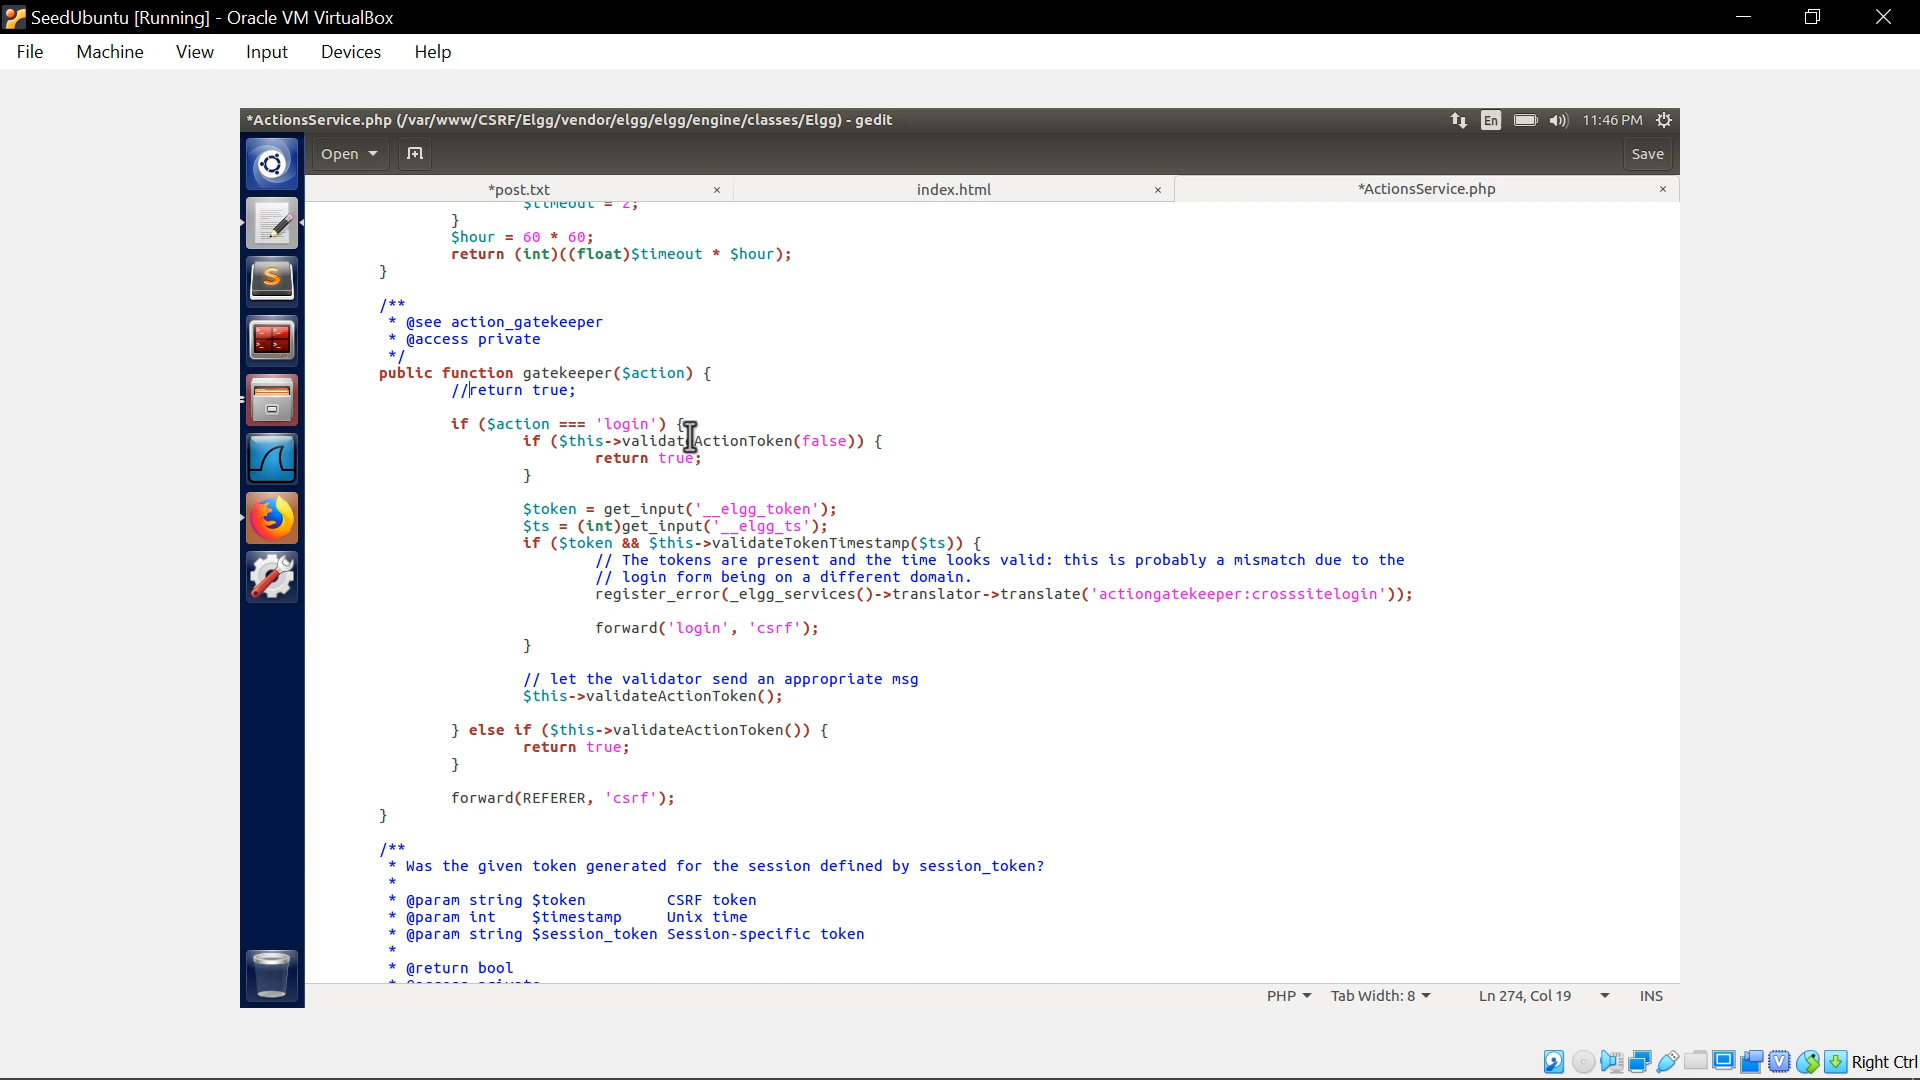 SeedUbuntu [Running] - Oracle VM VirtualBox
File Machine View Input Devices Help
*ActionsService.php (/var/www/CSRF/Elgg/vendor/elgg/elgg/engine/classes/Elgg) - gedit En 11:46 PM
Open Save
*post.txt × index.html × *ActionsService.php ×
$timeout = 2;
}
$hour = 60 * 60;
return (int)((float)$timeout * $hour);
}
/**
* @see action_gatekeeper
* @access private
*/
public function gatekeeper($action) {
//return true;
if ($action === 'login') {
if ($this->validateActionToken(false)) {
return true;
}
$token = get_input('__elgg_token');
$ts = (int)get_input('__elgg_ts');
if ($token && $this->validateTokenTimestamp($ts)) {
// The tokens are present and the time looks valid: this is probably a mismatch due to the
// login form being on a different domain.
register_error(_elgg_services()->translator->translate('actiongatekeeper:crosssitelogin'));
forward('login', 'csrf');
}
// let the validator send an appropriate msg
$this->validateActionToken();
} else if ($this->validateActionToken()) {
return true;
}
forward(REFERER, 'csrf');
}
/**
* Was the given token generated for the session defined by session_token?
*
* @param string $token CSRF token
* @param int $timestamp Unix time
* @param string $session_token Session-specific token
*
* @return bool
* @access private
PHP Tab Width: 8 Ln 274, Col 19 INS
Right Ctrl